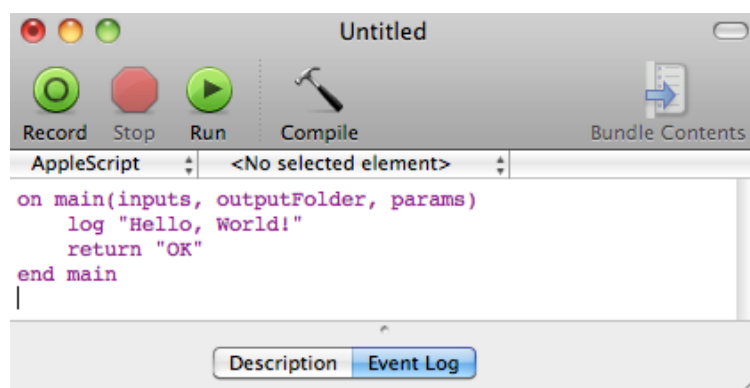 Untitled
Record Stop Run Compile Bundle Contents
AppleScript <No selected element>
on main(inputs, outputFolder, params)
    log "Hello, World!"
    return "OK"
end main
Description Event Log